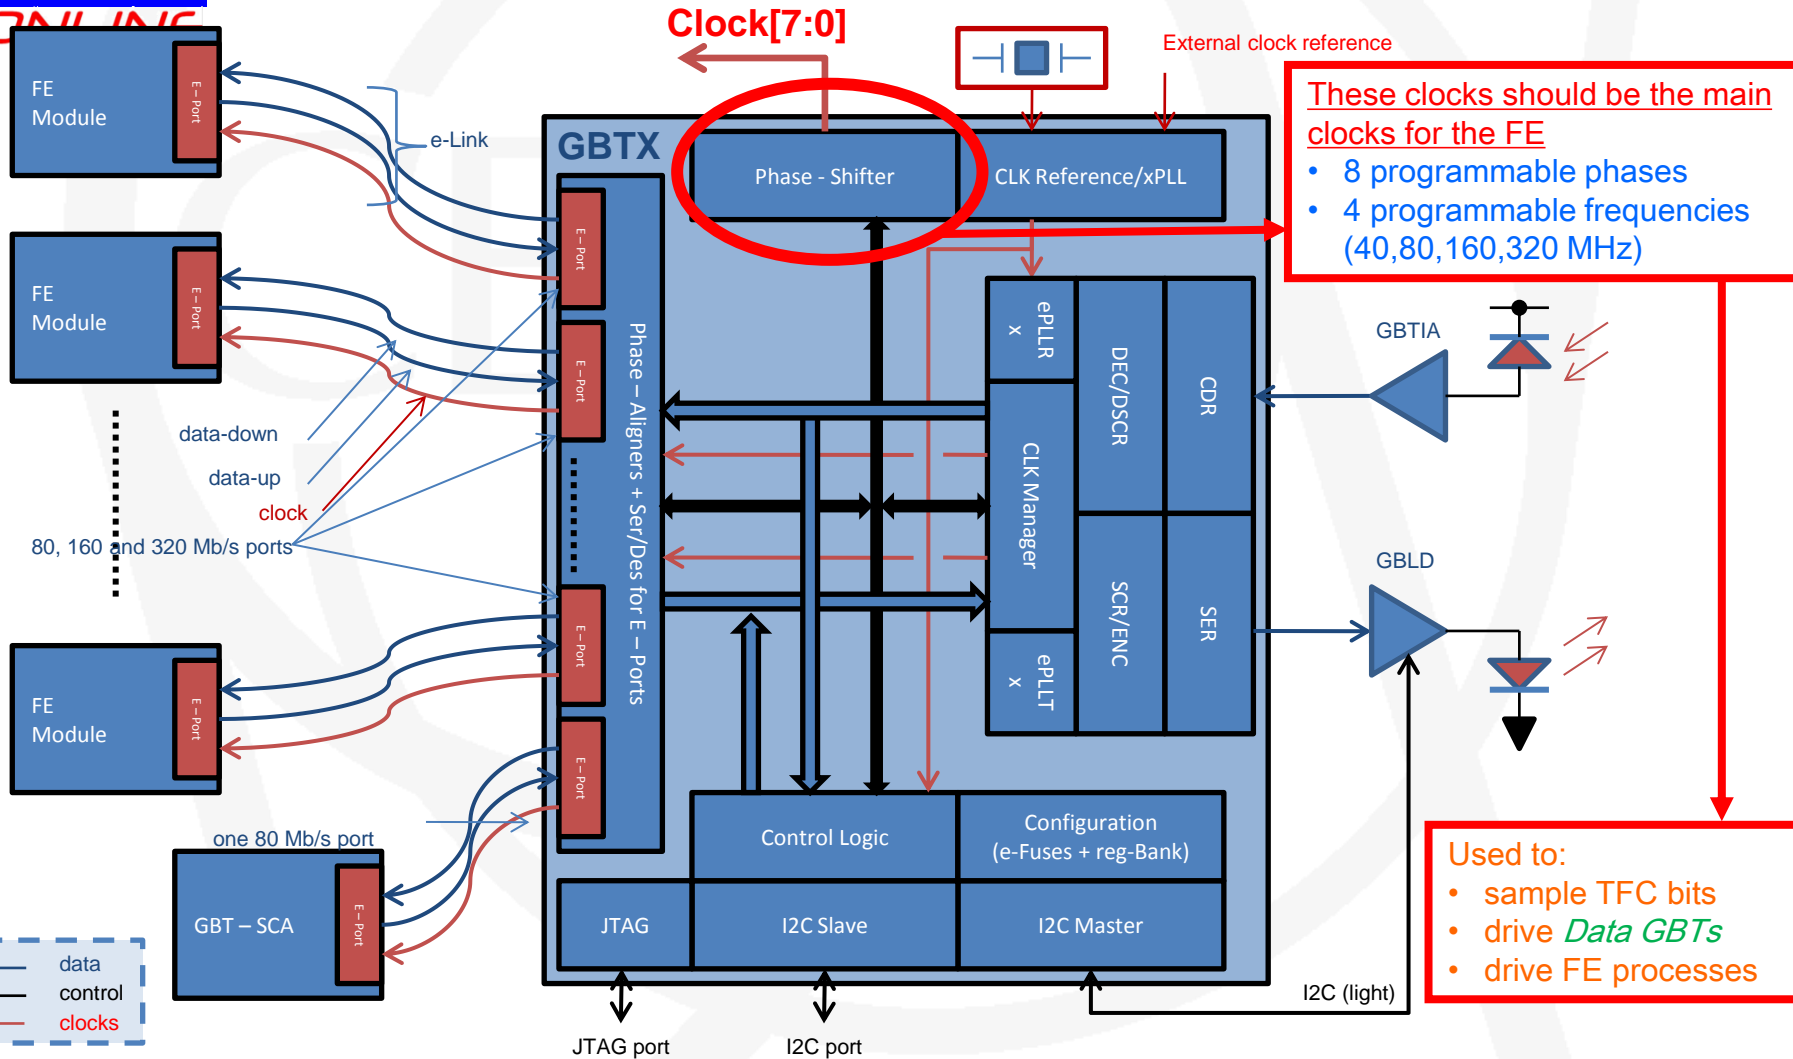 ONLINE
Clock[7:0]
External clock reference
FE
Module
E – Port
e-Link
GBTX
Phase - Shifter
CLK Reference/xPLL
These clocks should be the main
clocks for the FE
• 8 programmable phases
• 4 programmable frequencies
(40,80,160,320 MHz)
E – Port
FE
Module
E – Port
E – Port
Phase – Aligners + Ser/Des for E – Ports
ePLLR
x
DEC/DSCR
CDR
GBTIA
data-down
data-up
clock
80, 160 and 320 Mb/s ports
CLK Manager
GBLD
SCR/ENC
SER
ePLLT
x
E – Port
FE
Module
E – Port
E – Port
one 80 Mb/s port
Control Logic
Configuration
(e-Fuses + reg-Bank)
Used to:
• sample TFC bits
• drive Data GBTs
• drive FE processes
GBT – SCA
E – Port
JTAG
I2C Slave
I2C Master
data
control
clocks
I2C (light)
JTAG port
I2C port